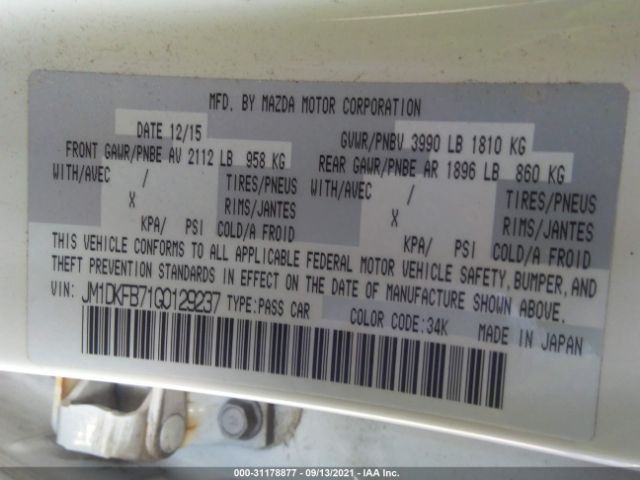 MFD. BY MAZDA MOTOR CORPORATION
DATE 12/15 GVWR/PNBV 3990 LB 1810 KG
FRONT GAWR/PNBE AV 2112 LB 958 KG REAR GAWR/PNBE AR 1896 LB 860 KG
WITH/AVEC / TIRES/PNEUS WITH/AVEC / TIRES/PNEUS
X RIMS/JANTES X RIMS/JANTES
KPA/ PSI COLD/A FROID KPA/ PSI COLD/A FROID
THIS VEHICLE CONFORMS TO ALL APPLICABLE FEDERAL MOTOR VEHICLE SAFETY, BUMPER, AND
THEFT PREVENTION STANDARDS IN EFFECT ON THE DATE OF MANUFACTURE SHOWN ABOVE.
VIN: JM1DKFB71G0129237 TYPE:PASS CAR COLOR CODE:34K MADE IN JAPAN
000-31178877 - 09/13/2021 - IAA Inc.